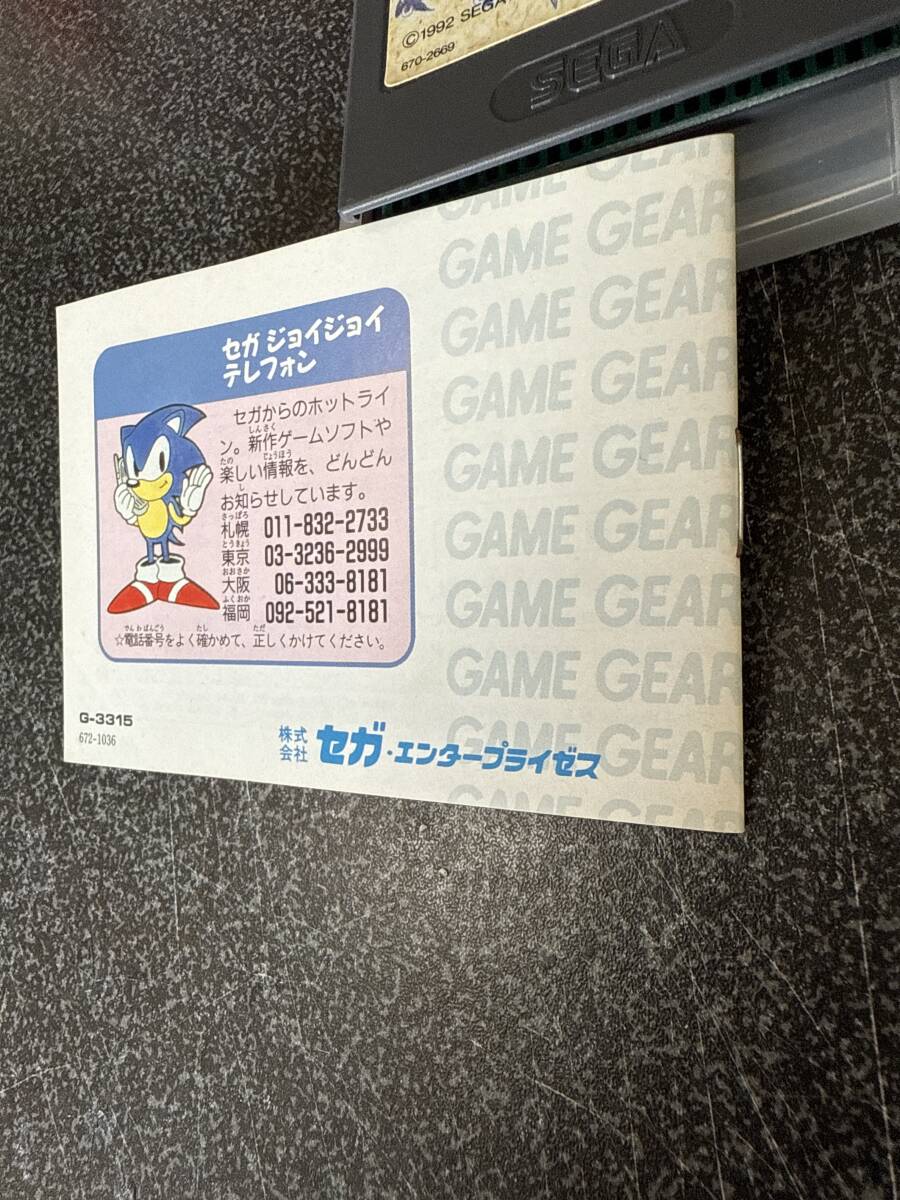 ©1992 SEGA
670-2669
SEGA
GAME GEAR
GAME GEAR
GAME GEAR
GAME GEAR
GAME GEAR
GAME GEAR
GAME GEAR
GAME GEAR
GAME GEAR
GAME GEAR
セガ ジョイジョイ
テレフォン
セガからのホットライ
ン。新作ゲームソフトや
楽しい情報を、どんどん
お知らせしています。
札幌 011-832-2733
東京 03-3236-2999
大阪 06-333-8181
福岡 092-521-8181
☆電話番号をよく確かめて、正しくかけてください。
G-3315
672-1036
株式会社 セガ・エンタープライゼス